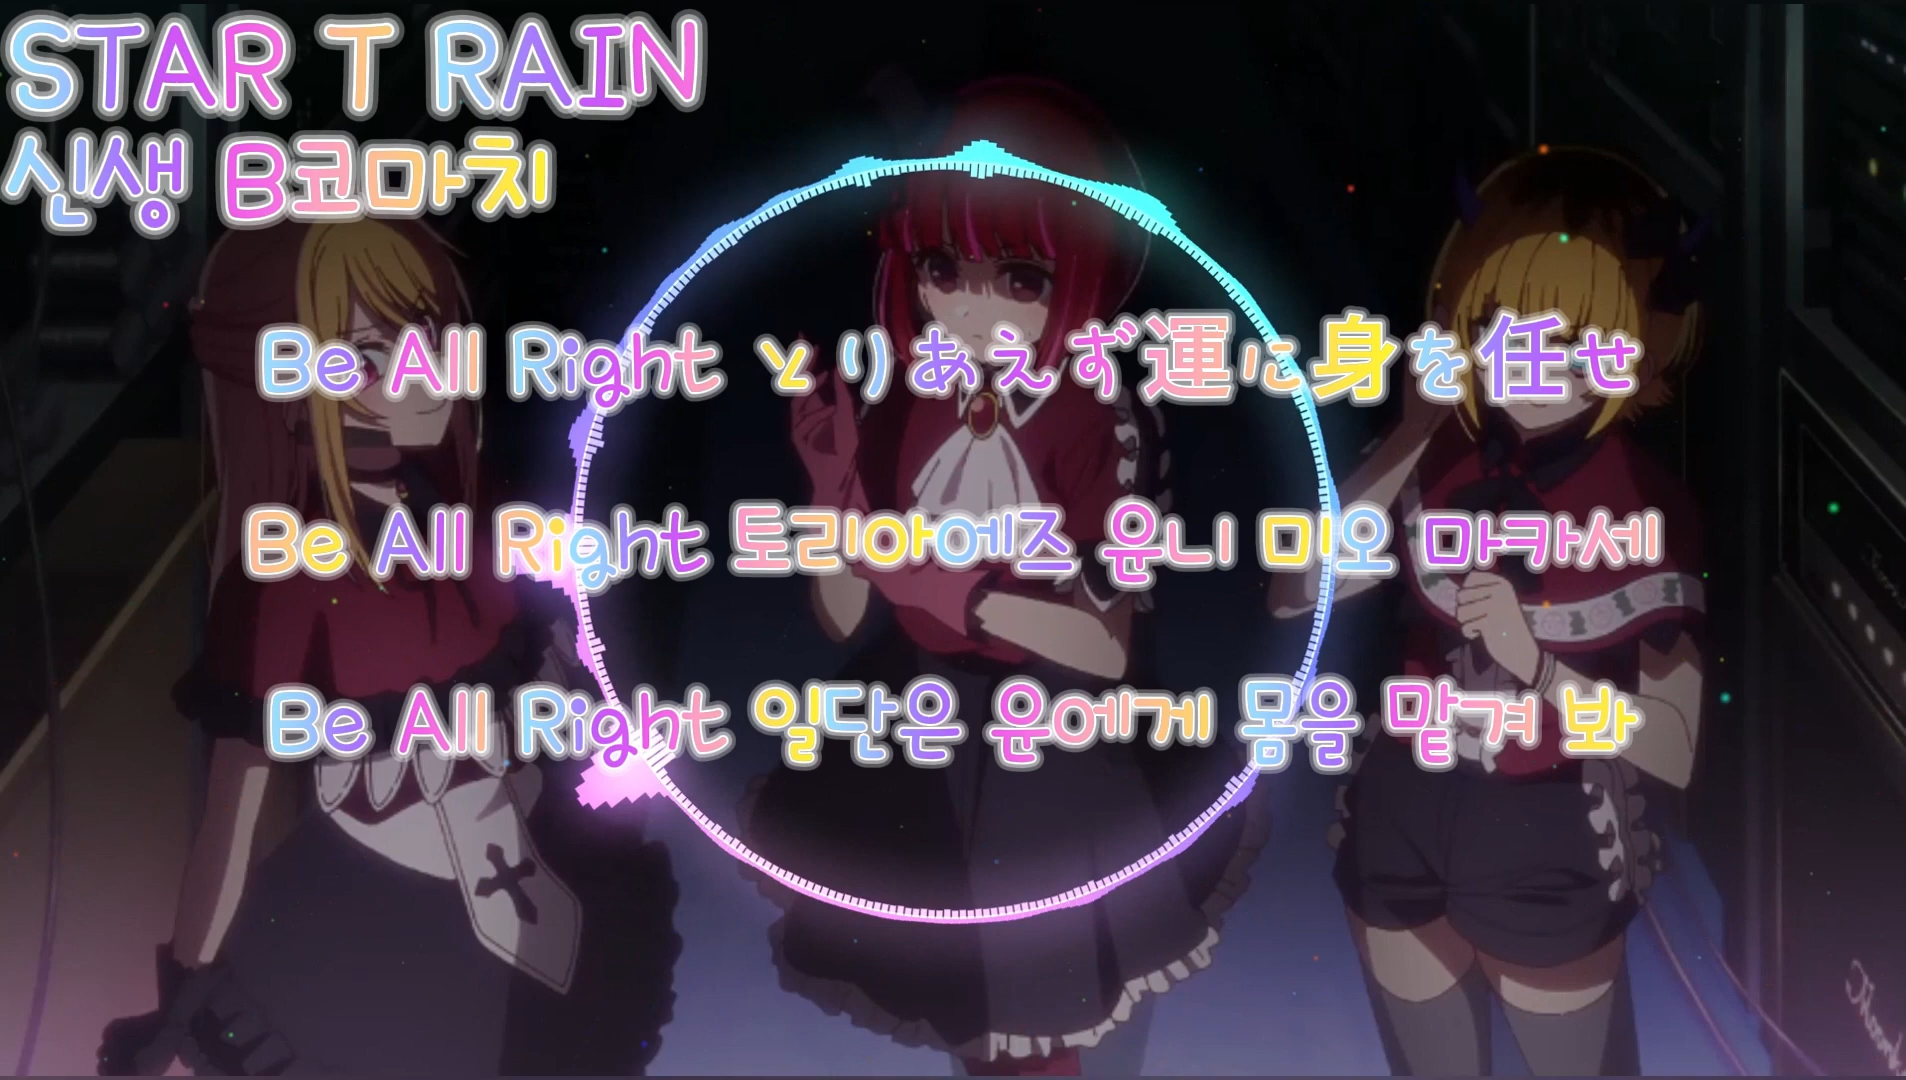 STAR T RAIN
신생 B코마치
Be All Right とりあえず運に身を任せ
Be All Right 토리아에즈 윤니 미오 마카세
Be All Right 일단은 윤에게 몸을 맡겨 봐